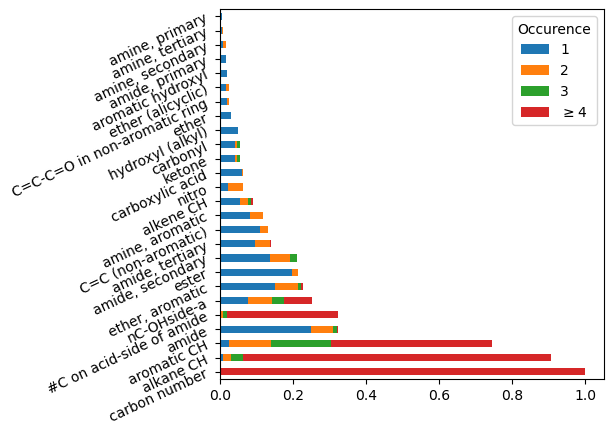 Occurence
1
2
3
≥ 4
amine, primary
amine, tertiary
amine, secondary
amide, primary
aromatic hydroxyl
ether (alicyclic)
C=C-C=O in non-aromatic ring
ether
hydroxyl (alkyl)
carbonyl
ketone
carboxylic acid
nitro
alkene CH
amine, aromatic
C=C (non-aromatic)
amide, tertiary
amide, secondary
ester
ether, aromatic
nC-OHside-a
#C on acid-side of amide
amide
aromatic CH
alkane CH
carbon number
0.0 0.2 0.4 0.6 0.8 1.0